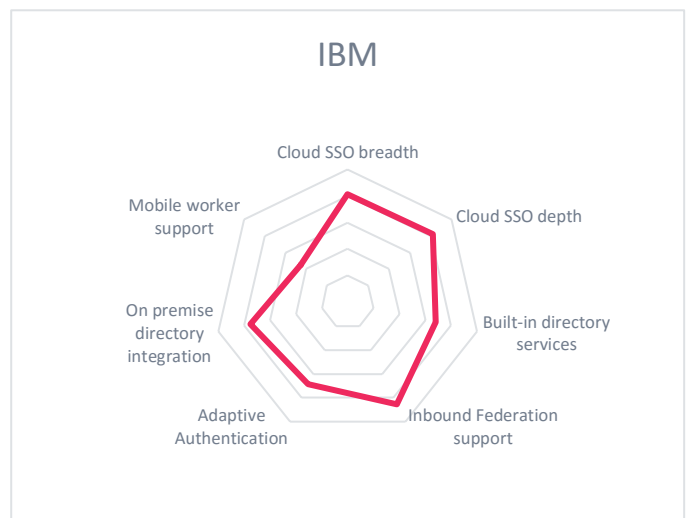 IBM
Cloud SSO breadth
Cloud SSO depth
Built-in directory
services
Inbound Federation
support
Adaptive
Authentication
On premise
directory
integration
Mobile worker
support